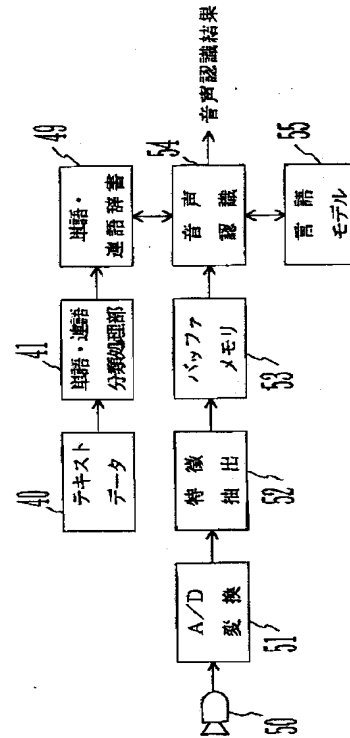 40
テキスト
データ
41
単語・連語
分類処理部
49
単語・
連語辞書
50
A/D
変換
51
特徴
抽出
52
バッファ
メモリ
53
音声
認識
54
音声認識結果
言語
モデル
55